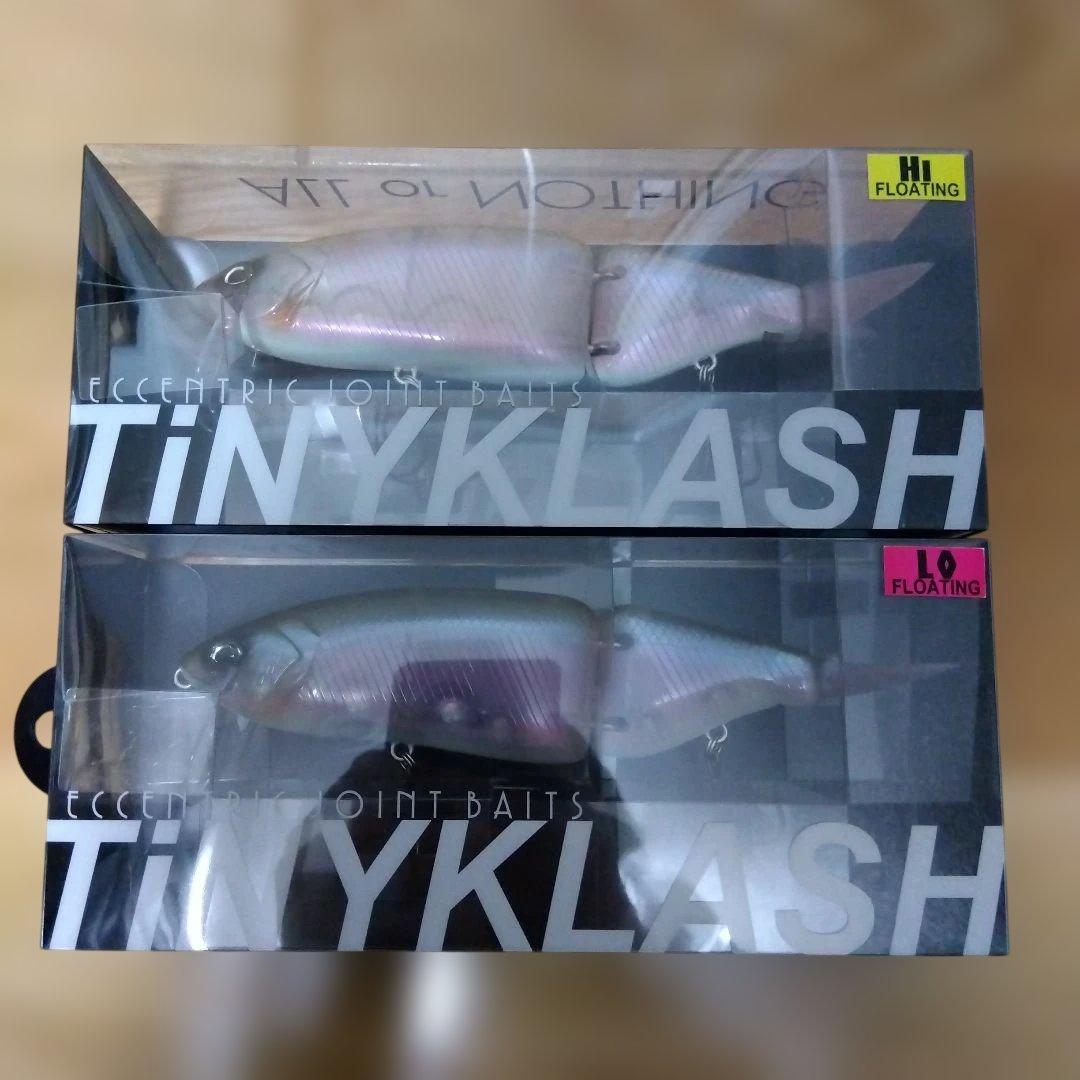 ALL or NOTHING
Hi
FLOATING
ECCENTRIC JOINT BAITS
TiNYKLASH
LO
FLOATING
ECCENTRIC JOINT BAITS
TiNYKLASH